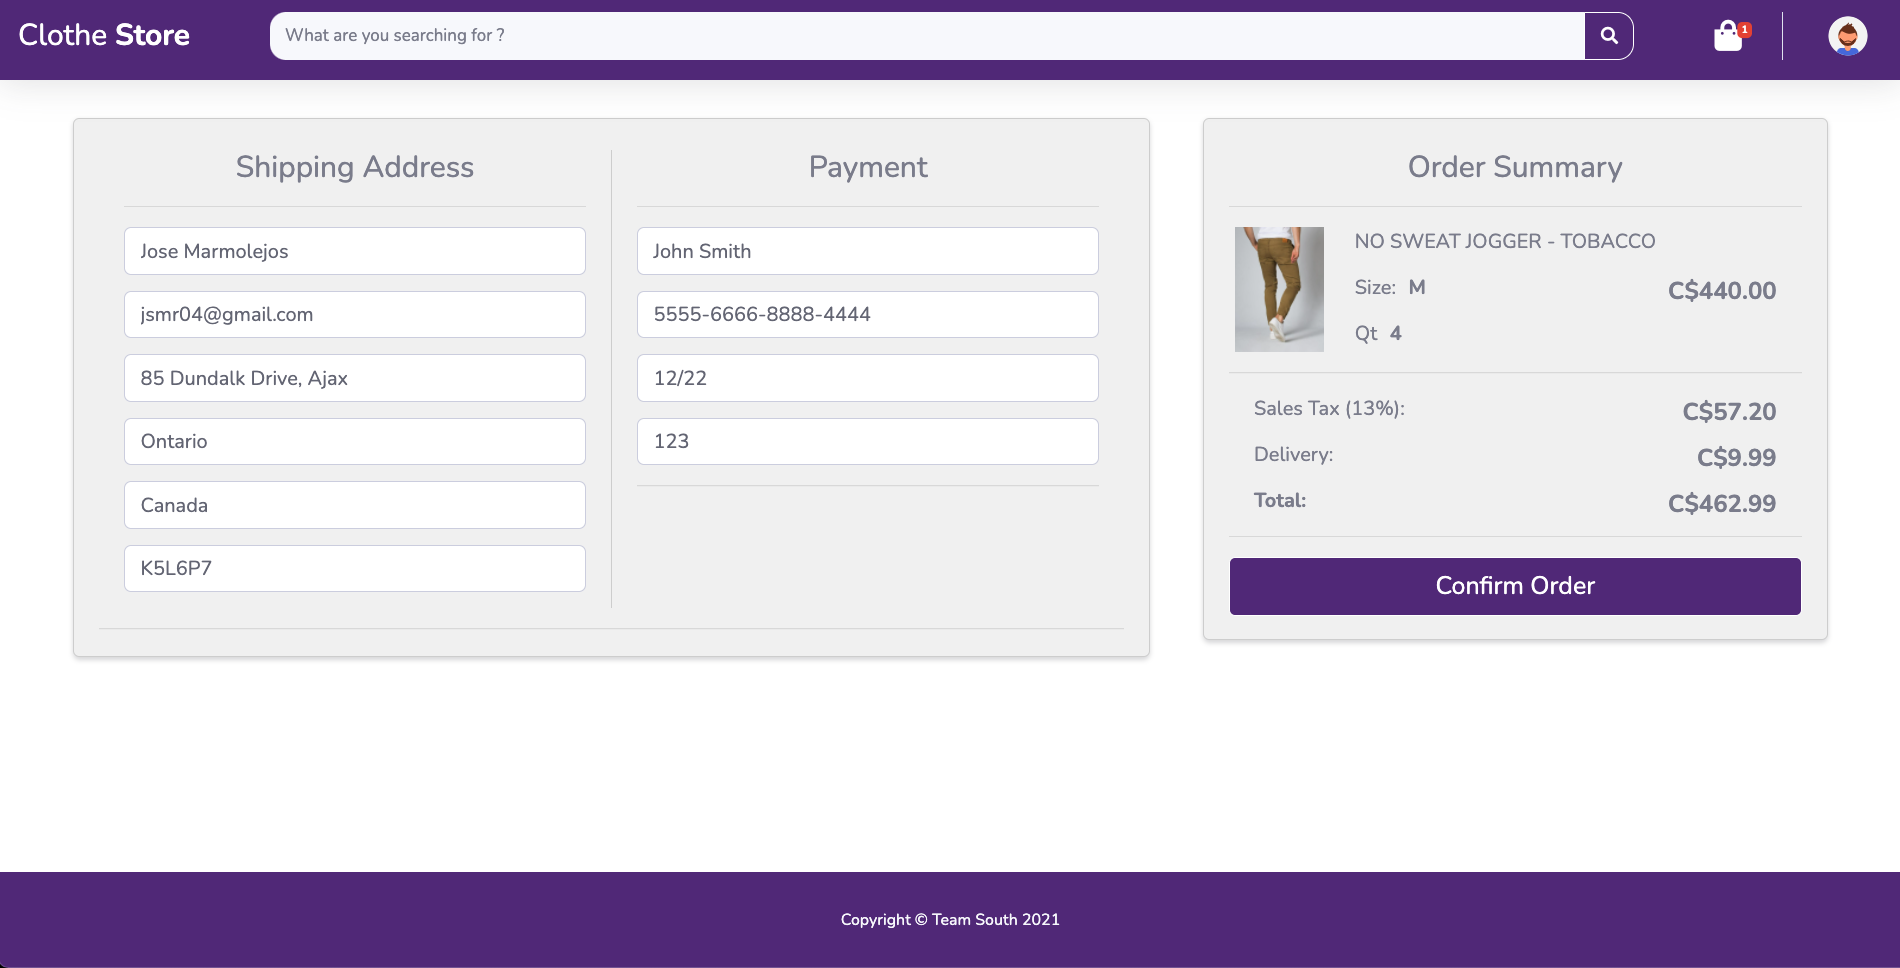 Clothe Store
What are you searching for ?
1
Shipping Address
Jose Marmolejos
jsmr04@gmail.com
85 Dundalk Drive, Ajax
Ontario
Canada
K5L6P7
Payment
John Smith
5555-6666-8888-4444
12/22
123
Order Summary
NO SWEAT JOGGER - TOBACCO
Size: M
C$440.00
Qt 4
Sales Tax (13%): C$57.20
Delivery: C$9.99
Total: C$462.99
Confirm Order
Copyright © Team South 2021